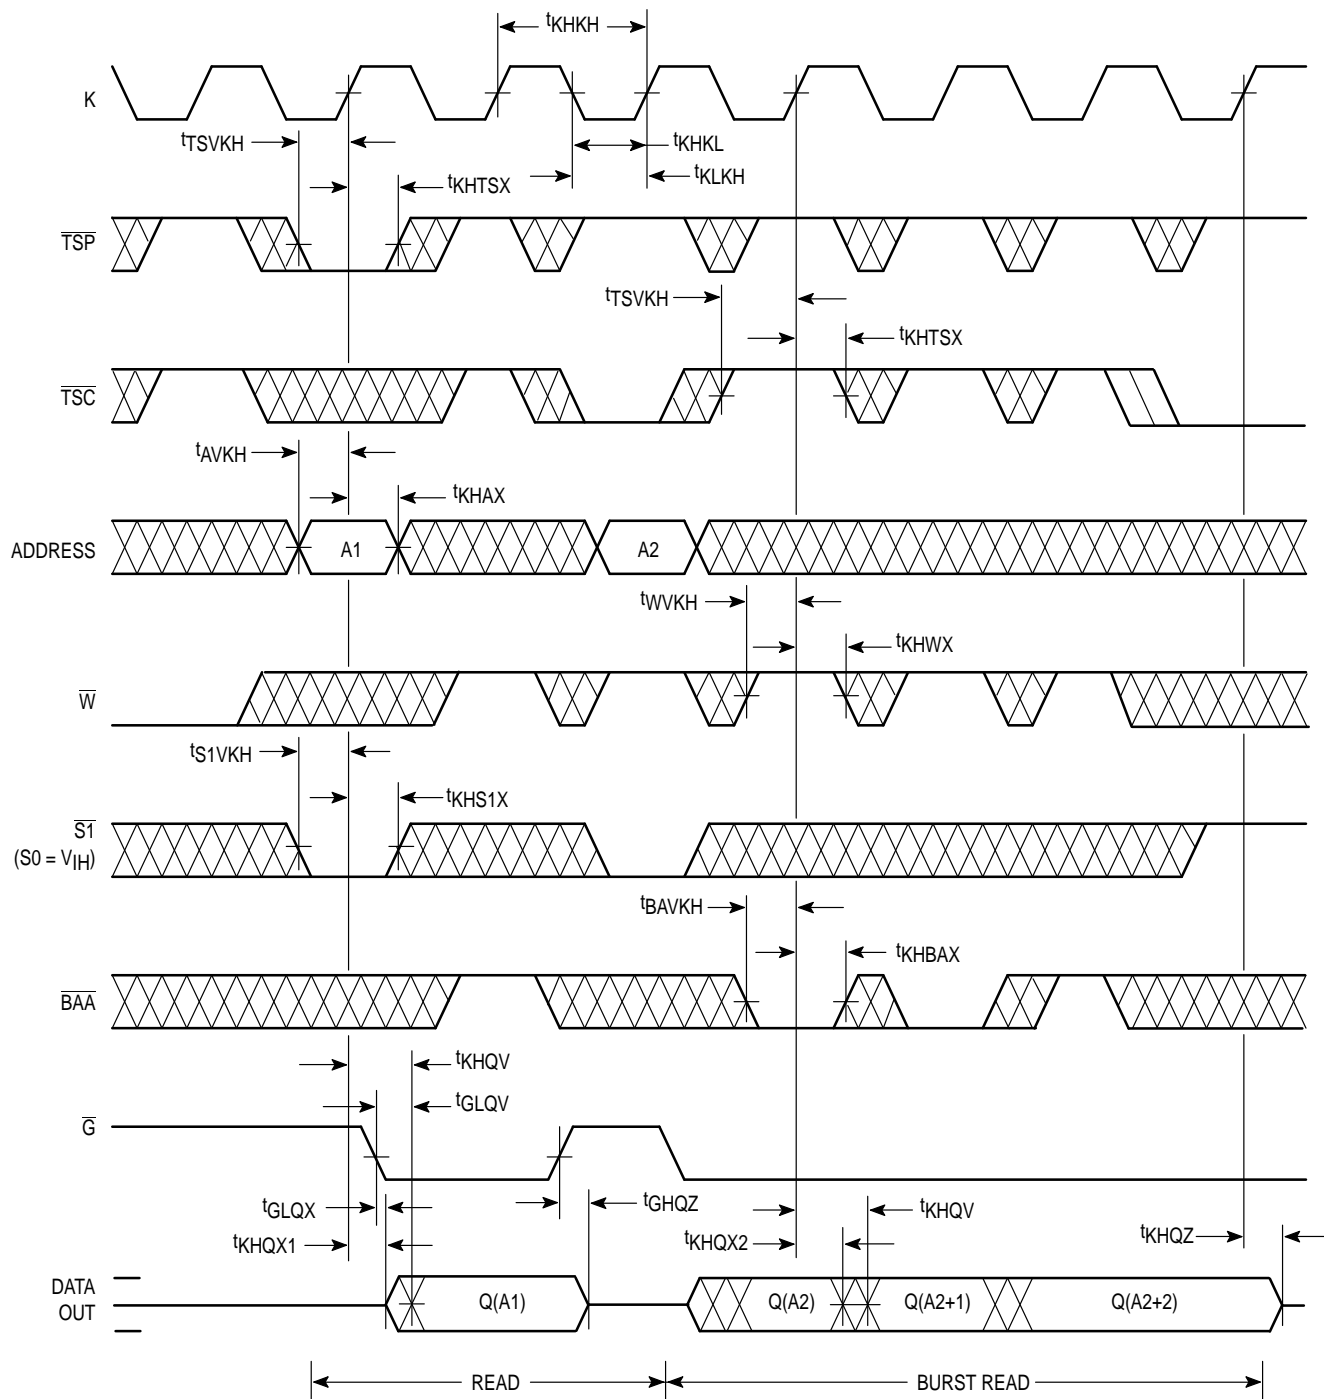 tKHKH
K
tTSVKH
tKHKL
tKHTSX
tKLKH
TSP
tTSVKH
tKHTSX
TSC
tAVKH
tKHAX
ADDRESS
A1
A2
tWVKH
tKHWX
W
tS1VKH
tKHS1X
S1
(S0 = VIH)
tBAVKH
tKHBAX
BAA
tKHQV
tGLQV
G
tGLQX
tGHQZ
tKHQV
tKHQX1
tKHQX2
tKHQZ
DATA
OUT
Q(A1)
Q(A2)
Q(A2+1)
Q(A2+2)
READ
BURST READ